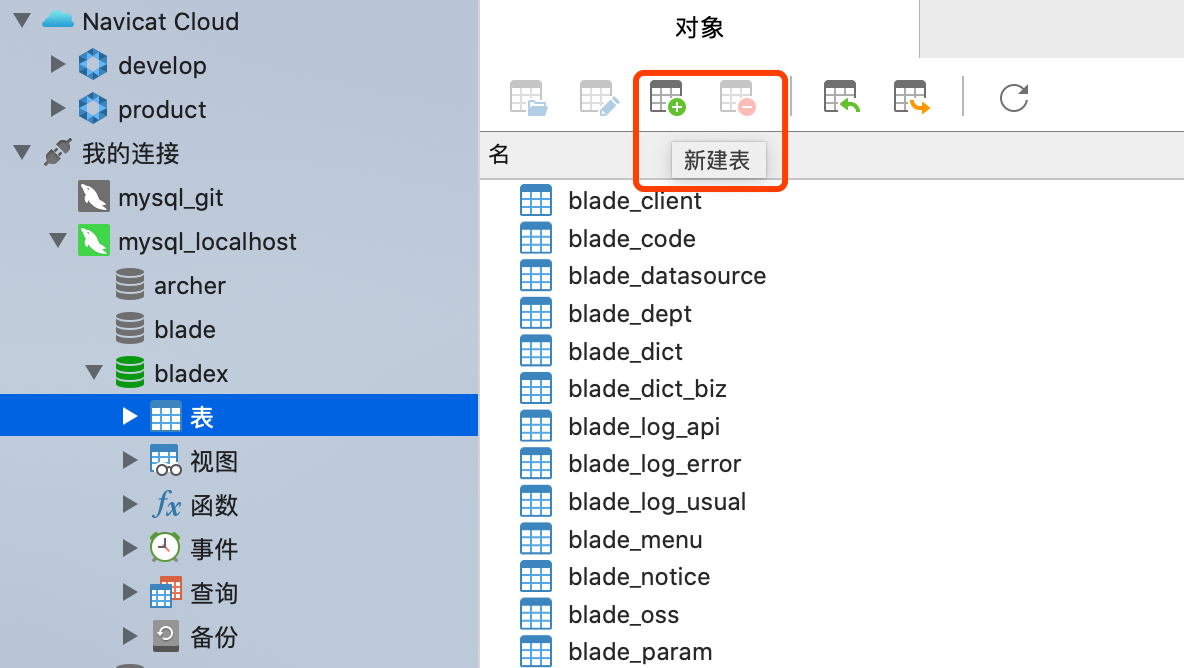 Navicat Cloud
develop
product
我的连接
mysql_git
mysql_localhost
archer
blade
bladex
表
视图
fx 函数
事件
查询
备份
对象
新建表
名
blade_client
blade_code
blade_datasource
blade_dept
blade_dict
blade_dict_biz
blade_log_api
blade_log_error
blade_log_usual
blade_menu
blade_notice
blade_oss
blade_param